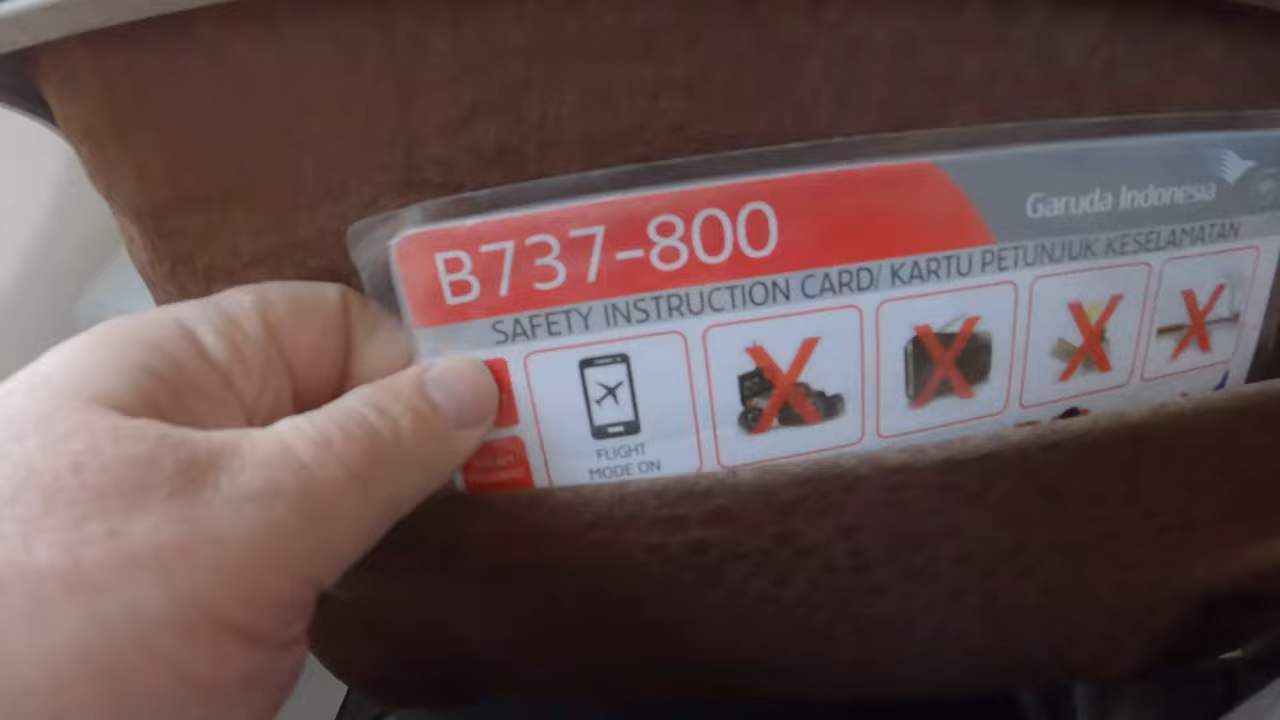 B737-800
Garuda Indonesia
SAFETY INSTRUCTION CARD/ KARTU PETUNJUK KESELAMATAN
FLIGHT
MODE ON